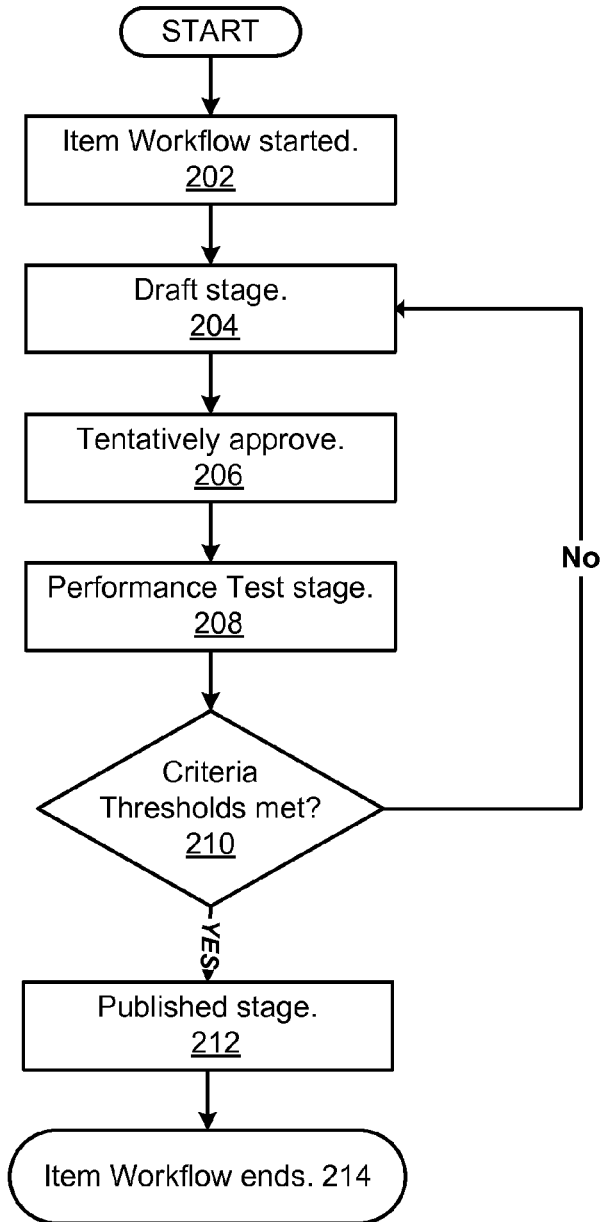 START
Item Workflow started.
202
Draft stage.
204
Tentatively approve.
206
Performance Test stage.
208
No
Criteria
Thresholds met?
210
YES
Published stage.
212
Item Workflow ends. 214